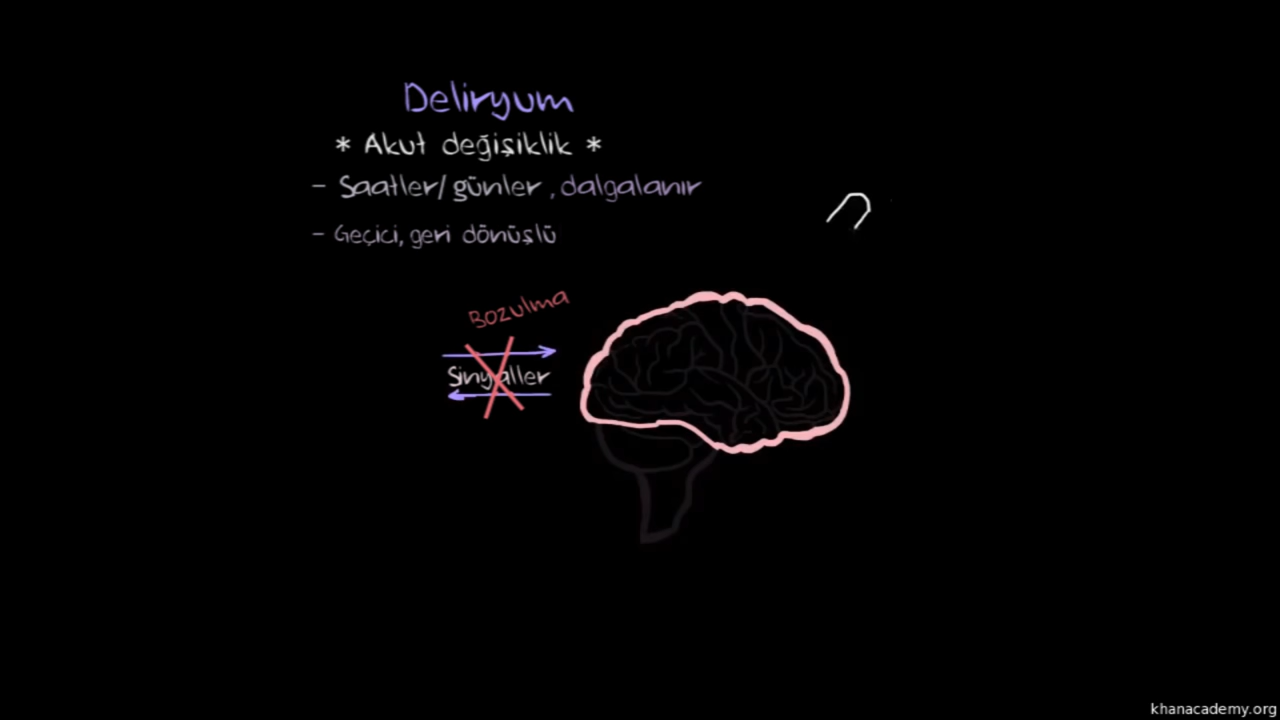 Deliryum
* Akut değişiklik *
- Saatler/günler, dalgalanır
- Geçici, geri dönüşlü
Bozulma
Sinyaller
khanacademy.org